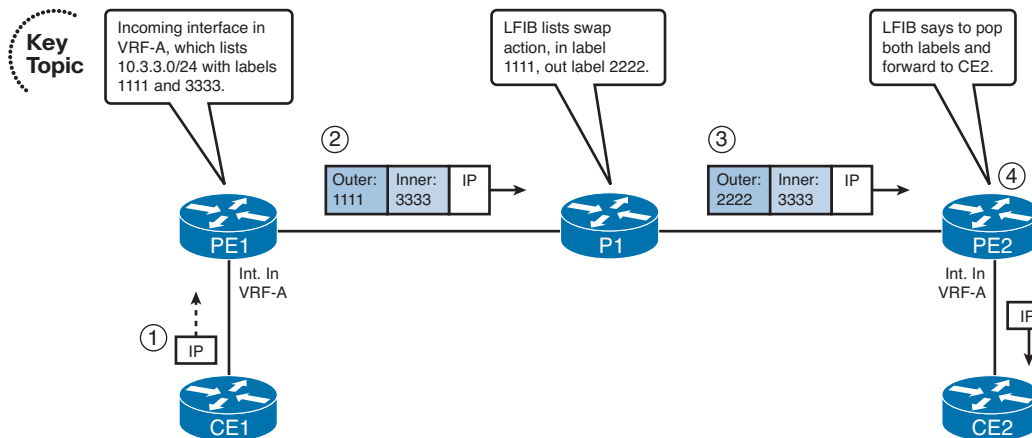 Key
Topic
Incoming interface in
VRF-A, which lists
10.3.3.0/24 with labels
1111 and 3333.
LFIB lists swap
action, in label
1111, out label 2222.
LFIB says to pop
both labels and
forward to CE2.
2
Outer:
1111
Inner:
3333
IP
3
Outer:
2222
Inner:
3333
IP
4
PE1
P1
PE2
Int. In
VRF-A
Int. In
VRF-A
1
IP
IP
CE1
CE2